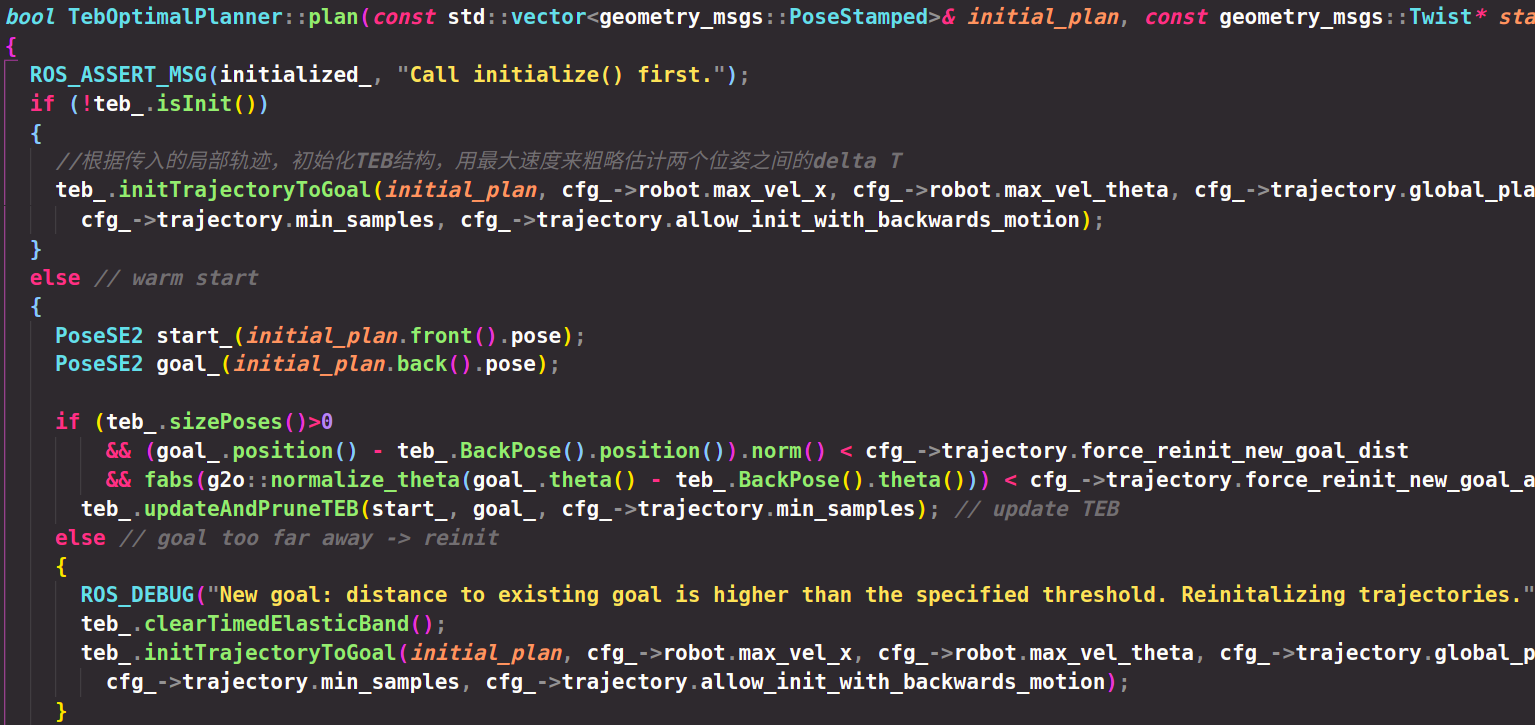 bool TebOptimalPlanner::plan(const std::vector<geometry_msgs::PoseStamped>& initial_plan, const geometry_msgs::Twist* sta
{
ROS_ASSERT_MSG(initialized_, "Call initialize() first.");
if (!teb_.isInit())
{
//根据传入的局部轨迹，初始化TEB结构，用最大速度来粗略估计两个位姿之间的delta T
teb_.initTrajectoryToGoal(initial_plan, cfg_->robot.max_vel_x, cfg_->robot.max_vel_theta, cfg_->trajectory.global_pla
cfg_->trajectory.min_samples, cfg_->trajectory.allow_init_with_backwards_motion);
}
else // warm start
{
PoseSE2 start_(initial_plan.front().pose);
PoseSE2 goal_(initial_plan.back().pose);
if (teb_.sizePoses()>0
&& (goal_.position() - teb_.BackPose().position()).norm() < cfg_->trajectory.force_reinit_new_goal_dist
&& fabs(g2o::normalize_theta(goal_.theta() - teb_.BackPose().theta())) < cfg_->trajectory.force_reinit_new_goal_a
teb_.updateAndPruneTEB(start_, goal_, cfg_->trajectory.min_samples); // update TEB
else // goal too far away -> reinit
{
ROS_DEBUG("New goal: distance to existing goal is higher than the specified threshold. Reinitalizing trajectories."
teb_.clearTimedElasticBand();
teb_.initTrajectoryToGoal(initial_plan, cfg_->robot.max_vel_x, cfg_->robot.max_vel_theta, cfg_->trajectory.global_p
cfg_->trajectory.min_samples, cfg_->trajectory.allow_init_with_backwards_motion);
}